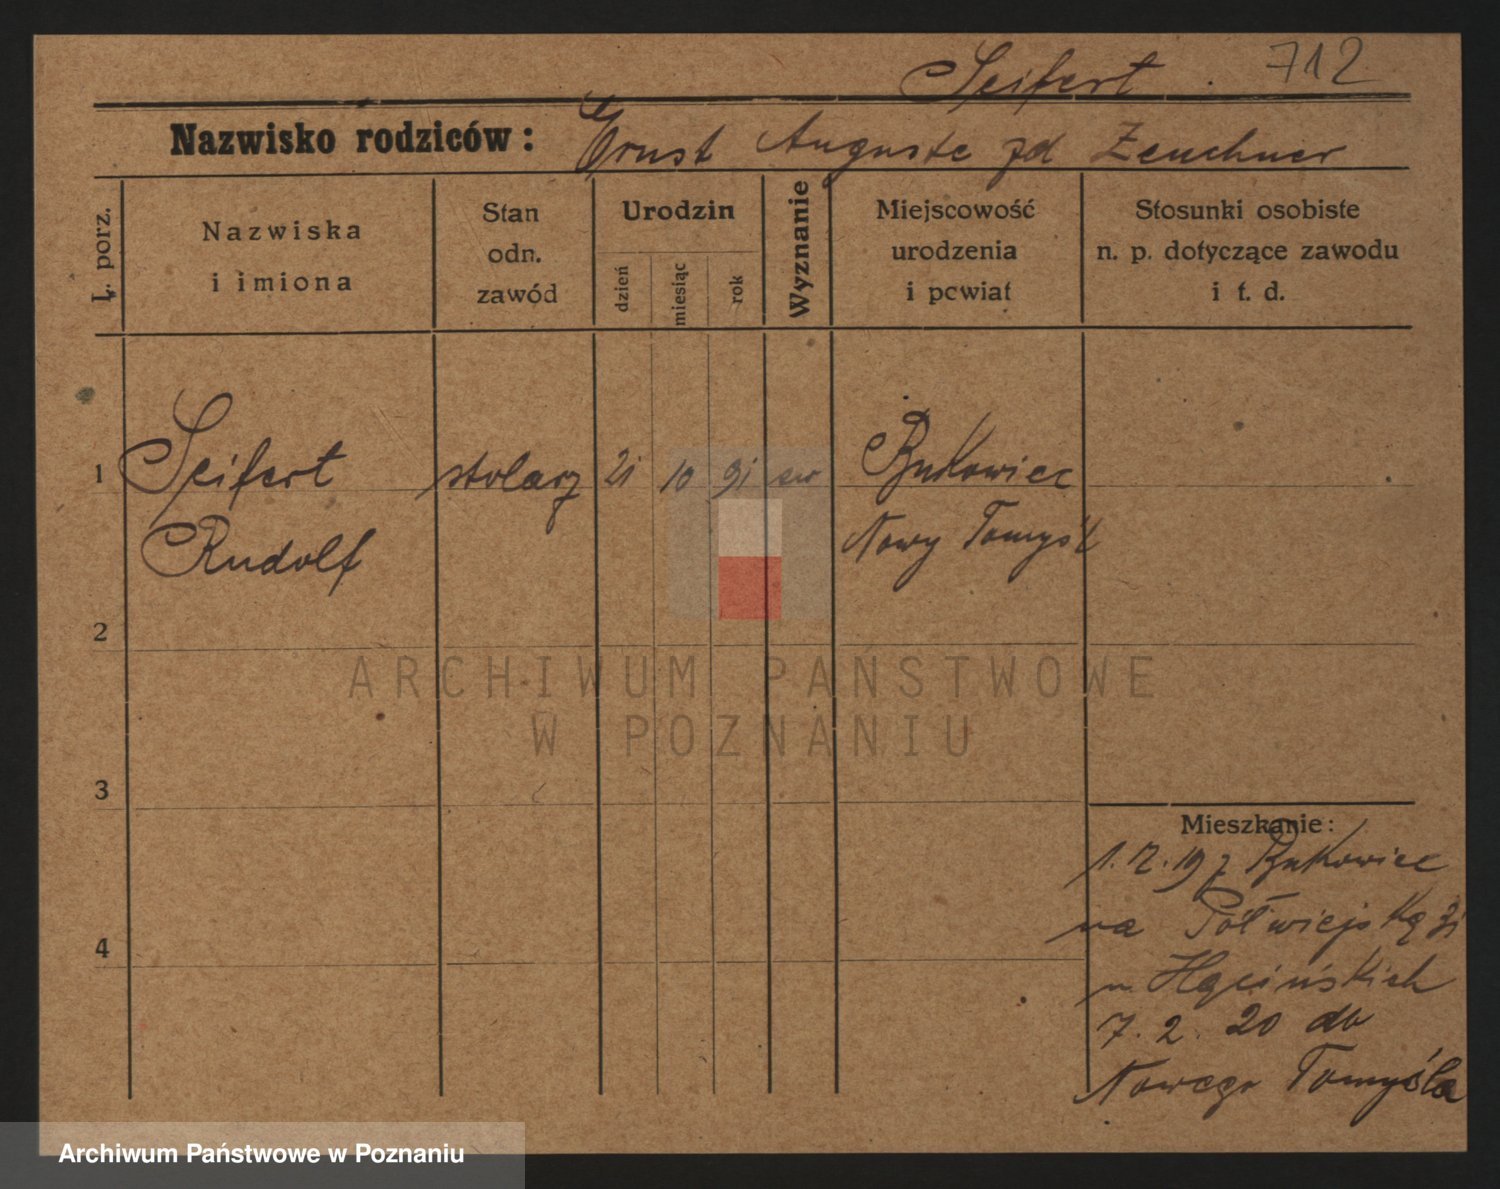 Seifert 712
Nazwisko rodziców: Ernst Auguste zd Zeuchner
L. porz.
Nazwiska
i imiona
Stan
odn.
zawód
Urodzin
dzień
miesiąc
rok
Wyznanie
Miejscowość
urodzenia
i powiat
Stosunki osobiste
n. p. dotyczące zawodu
i t. d.
1 Seifert stolarz 21 10 91 ew Bukowiec
Rudolf Nowy Tomyśl
2
3
4
Mieszkanie:
1.12.19 z Bukowiec
na Półwiejską 31
u
7.2.20 do
Nowego Tomyśla
ARCHIWUM PAŃSTWOWE
W POZNANIU
Archiwum Państwowe w Poznaniu